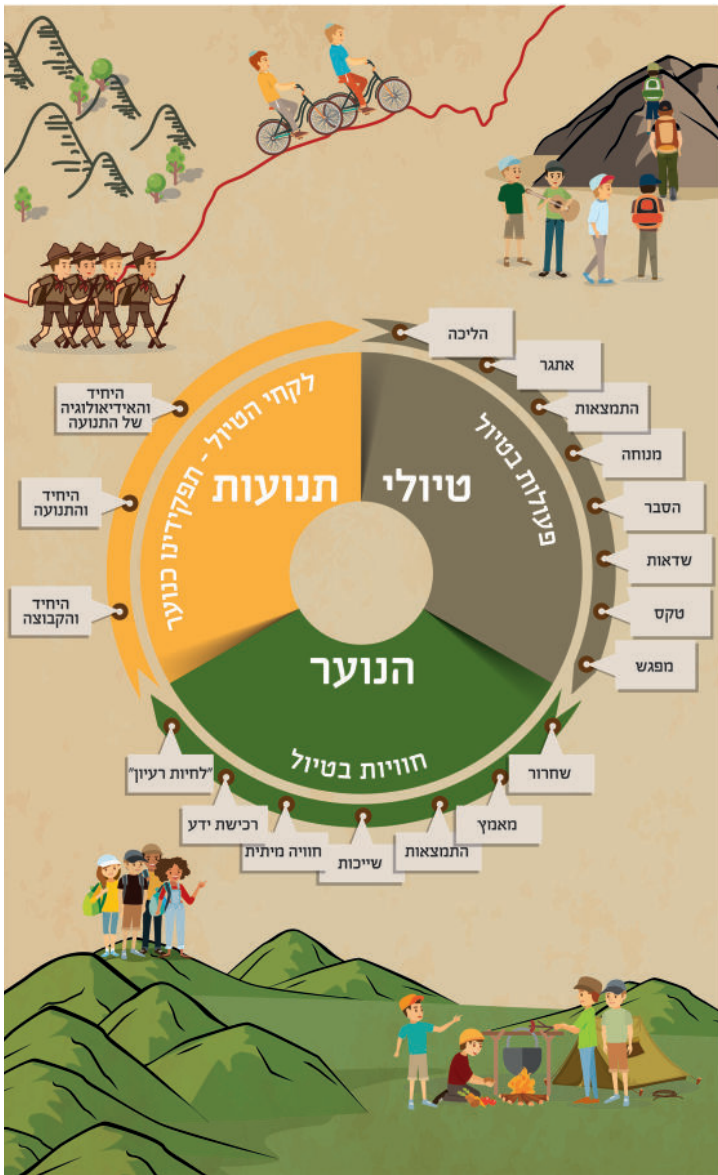 טיולי
תנועות
הנוער
פעולות בטיול
הליכה
אתגר
התמצאות
מנוחה
הסבר
שדאות
טקס
מפגש
חוויות בטיול
שחרור
מאמץ
התמצאות
שייכות
חוויה מיתית
רכישת ידע
"לחיות רעיון"
לקחי הטיול - תפקידינו כנוער
היחיד
והקבוצה
היחיד
והתנועה
היחיד
והאידיאולוגיה
של התנועה